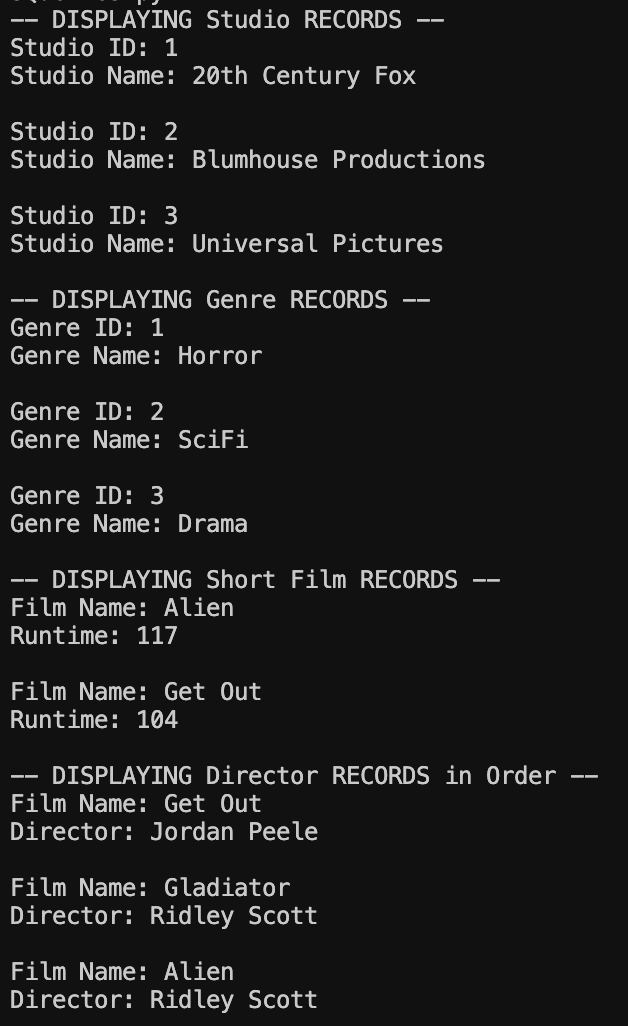 -- DISPLAYING Studio RECORDS --
Studio ID: 1
Studio Name: 20th Century Fox
Studio ID: 2
Studio Name: Blumhouse Productions
Studio ID: 3
Studio Name: Universal Pictures
-- DISPLAYING Genre RECORDS --
Genre ID: 1
Genre Name: Horror
Genre ID: 2
Genre Name: SciFi
Genre ID: 3
Genre Name: Drama
-- DISPLAYING Short Film RECORDS --
Film Name: Alien
Runtime: 117
Film Name: Get Out
Runtime: 104
-- DISPLAYING Director RECORDS in Order --
Film Name: Get Out
Director: Jordan Peele
Film Name: Gladiator
Director: Ridley Scott
Film Name: Alien
Director: Ridley Scott